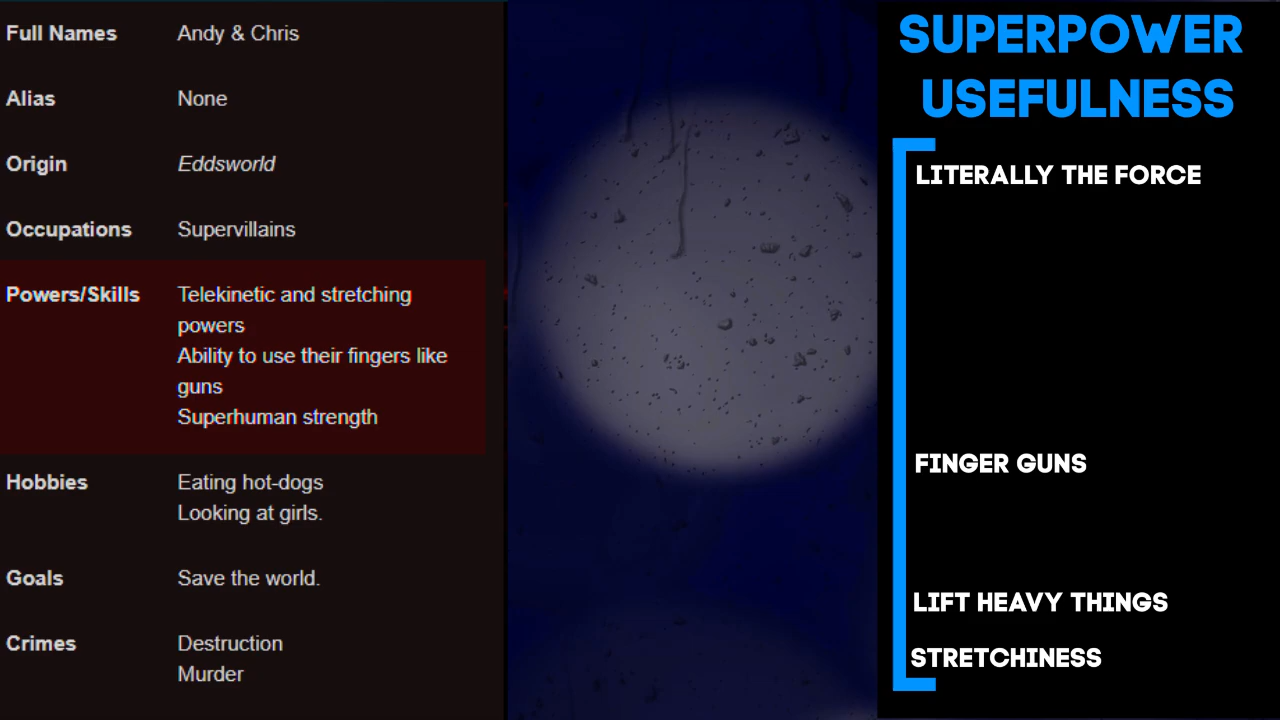 Full Names Andy & Chris
Alias None
Origin Eddsworld
Occupations Supervillains
Powers/Skills Telekinetic and stretching
powers
Ability to use their fingers like
guns
Superhuman strength
Hobbies Eating hot-dogs
Looking at girls.
Goals Save the world.
Crimes Destruction
Murder
SUPERPOWER
USEFULNESS
LITERALLY THE FORCE
FINGER GUNS
LIFT HEAVY THINGS
STRETCHINESS